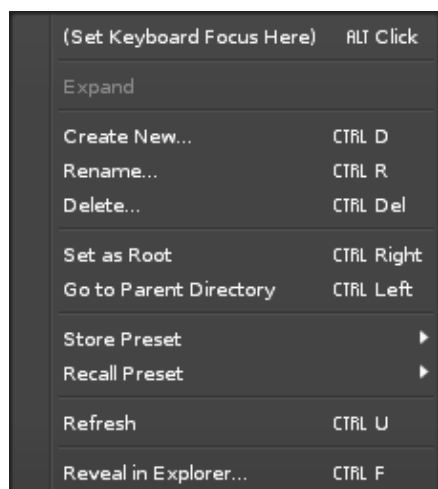 (Set Keyboard Focus Here) ALT Click
Expand
Create New... CTRL D
Rename... CTRL R
Delete... CTRL Del
Set as Root CTRL Right
Go to Parent Directory CTRL Left
Store Preset
Recall Preset
Refresh CTRL U
Reveal in Explorer... CTRL F